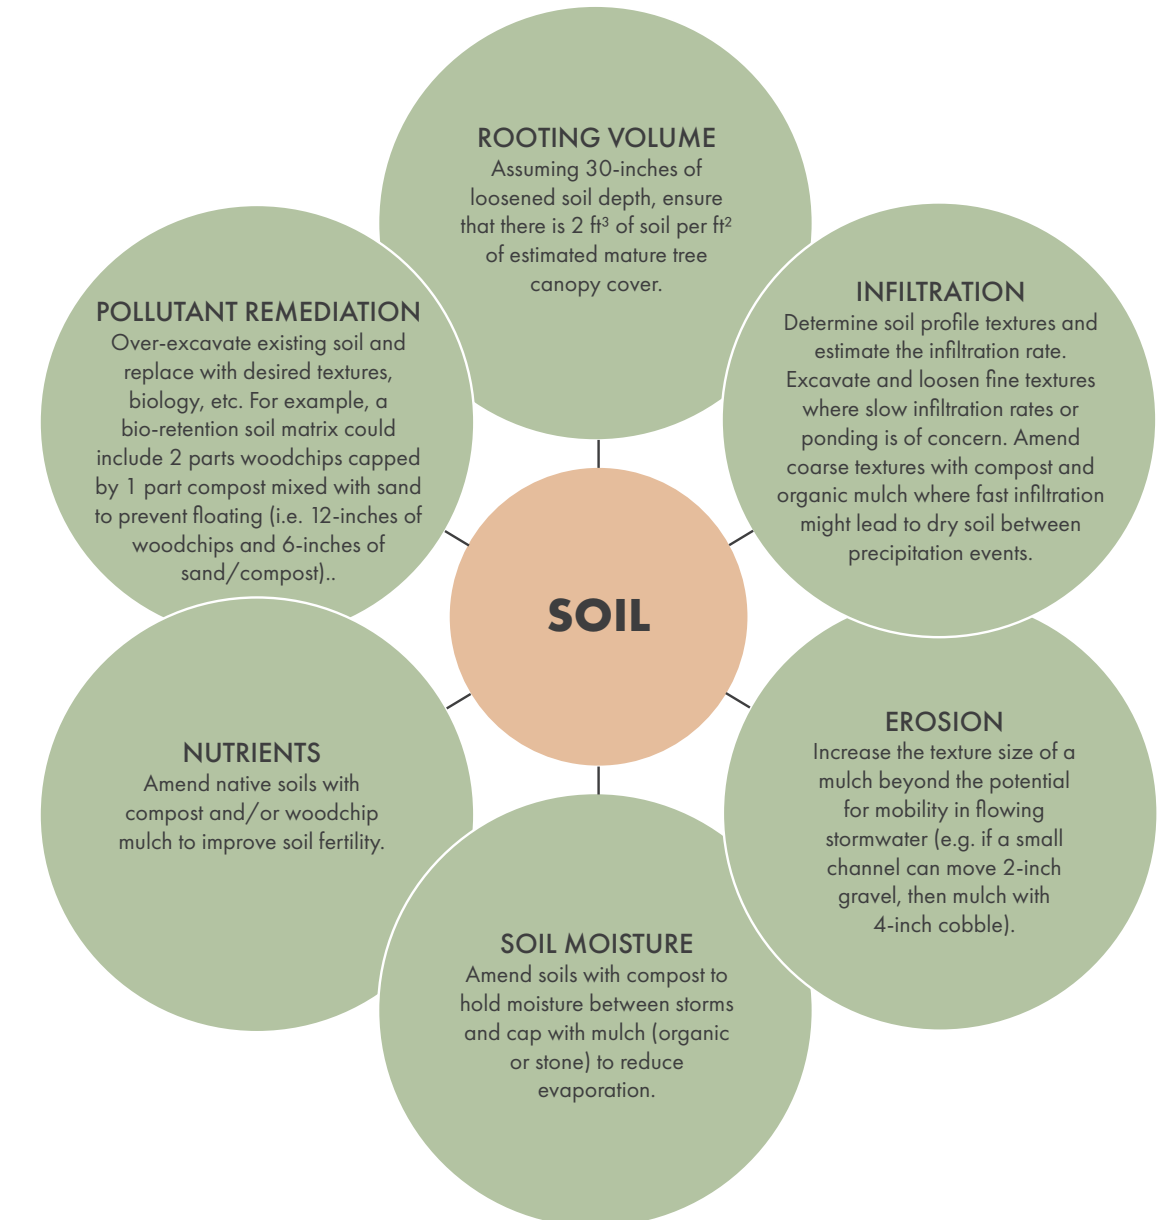 ROOTING VOLUME
Assuming 30-inches of
loosened soil depth, ensure
that there is 2 ft³ of soil per ft²
of estimated mature tree
canopy cover.
POLLUTANT REMEDIATION
Over-excavate existing soil and
replace with desired textures,
biology, etc. For example, a
bio-retention soil matrix could
include 2 parts woodchips capped
by 1 part compost mixed with sand
to prevent floating (i.e. 12-inches of
woodchips and 6-inches of
sand/compost)..
INFILTRATION
Determine soil profile textures and
estimate the infiltration rate.
Excavate and loosen fine textures
where slow infiltration rates or
ponding is of concern. Amend
coarse textures with compost and
organic mulch where fast infiltration
might lead to dry soil between
precipitation events.
SOIL
NUTRIENTS
Amend native soils with
compost and/or woodchip
mulch to improve soil fertility.
EROSION
Increase the texture size of a
mulch beyond the potential
for mobility in flowing
stormwater (e.g. if a small
channel can move 2-inch
gravel, then mulch with
4-inch cobble).
SOIL MOISTURE
Amend soils with compost to
hold moisture between storms
and cap with mulch (organic
or stone) to reduce
evaporation.